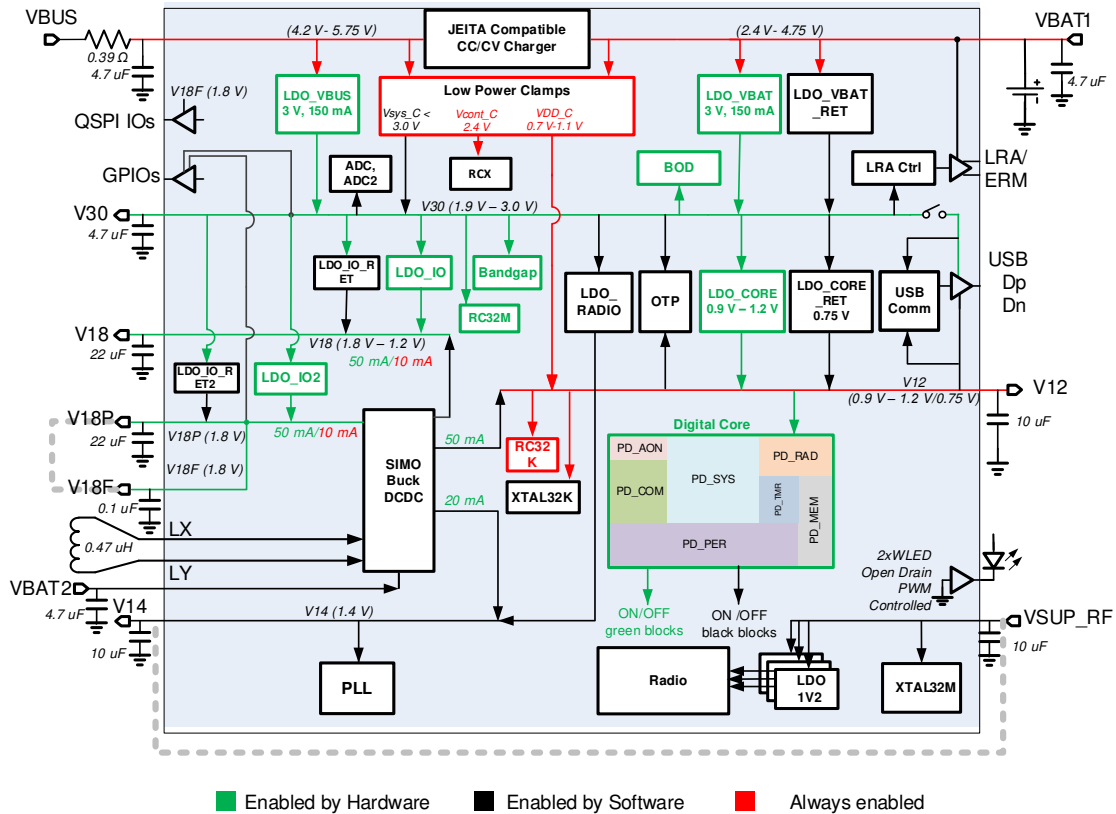 VBUS
VBAT1
(4.2 V - 5.75 V)
JEITA Compatible
CC/CV Charger
(2.4 V - 4.75 V)
0.39 Ω
4.7 uF
4.7 uF
LDO_VBUS
3 V, 150 mA
Low Power Clamps
Vsys_C <
3.0 V
Vcont_C
2.4 V
VDD_C
0.7 V-1.1 V
LDO_VBAT
3 V, 150 mA
LDO_VBAT
_RET
V18F (1.8 V)
QSPI IOs
GPIOs
ADC,
ADC2
RCX
BOD
LRA Ctrl
LRA/
ERM
V30
V30 (1.9 V – 3.0 V)
4.7 uF
LDO_IO_R
ET
LDO_IO
Bandgap
RC32M
LDO_
RADIO
OTP
LDO_CORE
0.9 V – 1.2 V
LDO_CORE
_RET
0.75 V
USB
Comm
USB
Dp
Dn
V18
V18 (1.8 V – 1.2 V)
22 uF
50 mA/10 mA
LDO_IO_R
ET2
LDO_IO2
V12
(0.9 V – 1.2 V/0.75 V)
V12
10 uF
V18P
V18P (1.8 V)
50 mA/10 mA
22 uF
V18F (1.8 V)
V18F
0.1 uF
SIMO
Buck
DCDC
50 mA
20 mA
RC32
K
XTAL32K
Digital Core
PD_AON
PD_SYS
PD_RAD
PD_COM
PD_TMR
PD_MEM
PD_PER
LX
0.47 uH
LY
VBAT2
4.7 uF
V14
V14 (1.4 V)
10 uF
2xWLED
Open Drain
PWM
Controlled
ON/OFF
green blocks
ON /OFF
black blocks
VSUP_RF
10 uF
PLL
Radio
LDO
1V2
XTAL32M
Enabled by Hardware
Enabled by Software
Always enabled